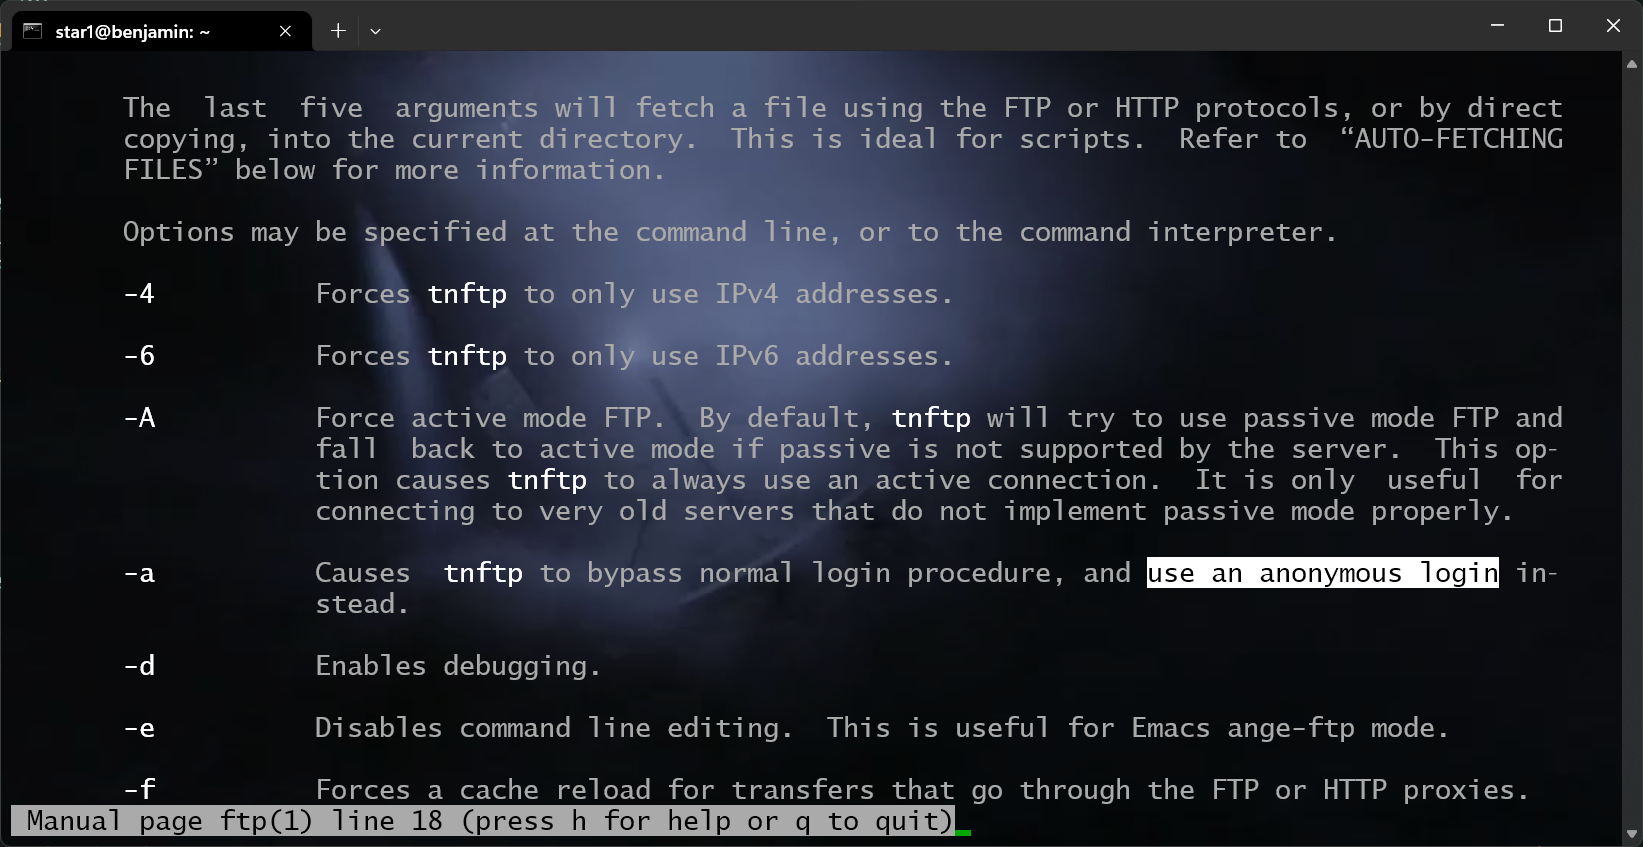 star1@benjamin: ~
The  last  five  arguments will fetch a file using the FTP or HTTP protocols, or by direct
copying, into the current directory.  This is ideal for scripts.  Refer to  “AUTO-FETCHING
FILES” below for more information.
Options may be specified at the command line, or to the command interpreter.
-4          Forces tnftp to only use IPv4 addresses.
-6          Forces tnftp to only use IPv6 addresses.
-A          Force active mode FTP.  By default, tnftp will try to use passive mode FTP and
fall  back to active mode if passive is not supported by the server.  This op-
tion causes tnftp to always use an active connection.  It is only  useful  for
connecting to very old servers that do not implement passive mode properly.
-a          Causes  tnftp to bypass normal login procedure, and use an anonymous login in-
stead.
-d          Enables debugging.
-e          Disables command line editing.  This is useful for Emacs ange-ftp mode.
-f          Forces a cache reload for transfers that go through the FTP or HTTP proxies.
Manual page ftp(1) line 18 (press h for help or q to quit)